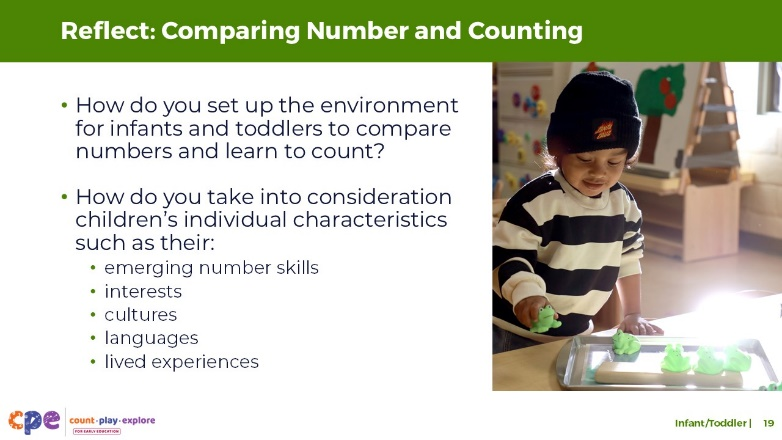 Reflect: Comparing Number and Counting
• How do you set up the environment
for infants and toddlers to compare
numbers and learn to count?
• How do you take into consideration
children’s individual characteristics
such as their:
• emerging number skills
• interests
• cultures
• languages
• lived experiences
cpe count·play·explore
FOR EARLY EDUCATION
Infant/Toddler | 19